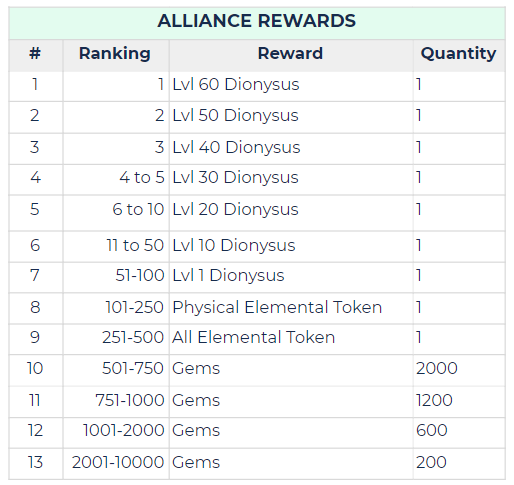 ALLIANCE REWARDS
# Ranking Reward Quantity
1 1 Lvl 60 Dionysus 1
2 2 Lvl 50 Dionysus 1
3 3 Lvl 40 Dionysus 1
4 4 to 5 Lvl 30 Dionysus 1
5 6 to 10 Lvl 20 Dionysus 1
6 11 to 50 Lvl 10 Dionysus 1
7 51-100 Lvl 1 Dionysus 1
8 101-250 Physical Elemental Token 1
9 251-500 All Elemental Token 1
10 501-750 Gems 2000
11 751-1000 Gems 1200
12 1001-2000 Gems 600
13 2001-10000 Gems 200